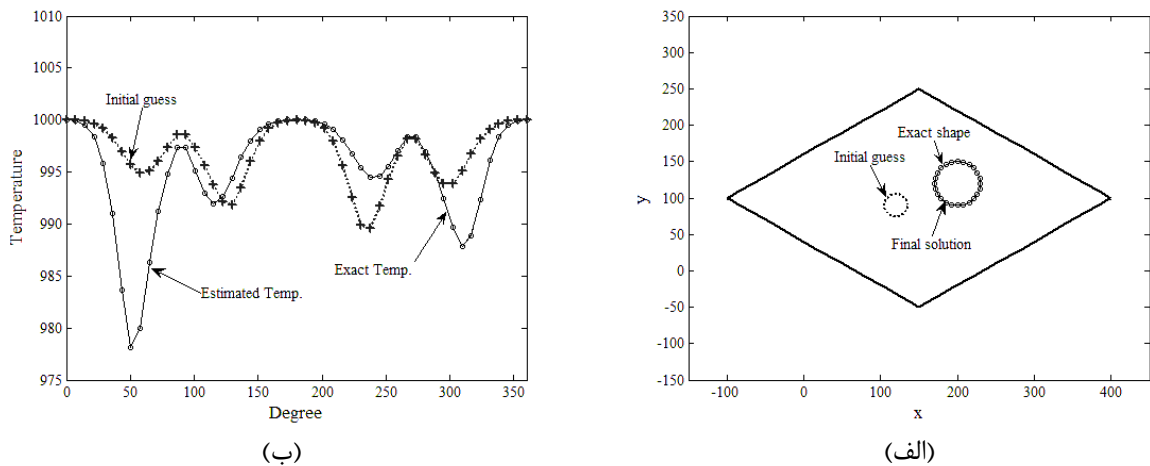 1010
1005
1000
995
990
985
980
975
Temperature
Initial guess
Exact Temp.
Estimated Temp.
0 50 100 150 200 250 300 350
Degree
(ب)
350
300
250
200
150
100
50
0
-50
-100
-150
y
Exact shape
Initial guess
Final solution
-100 0 100 200 300 400
x
(الف)